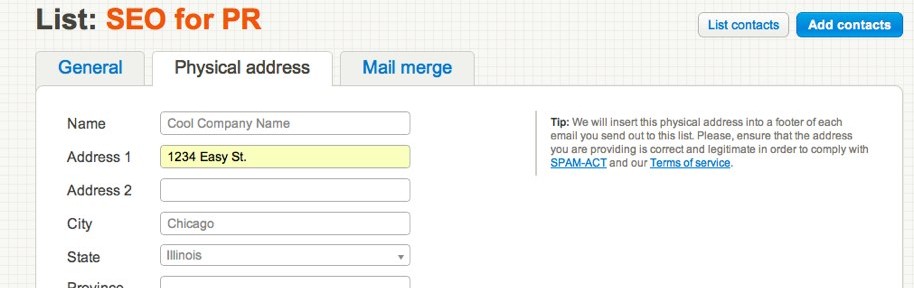 List: SEO for PR
List contacts
Add contacts
General
Physical address
Mail merge
Name
Cool Company Name
Address 1
1234 Easy St.
Address 2
City
Chicago
State
Illinois
Province
Tip: We will insert this physical address into a footer of each
email you send out to this list. Please, ensure that the address
you are providing is correct and legitimate in order to comply with
SPAM-ACT and our Terms of service.